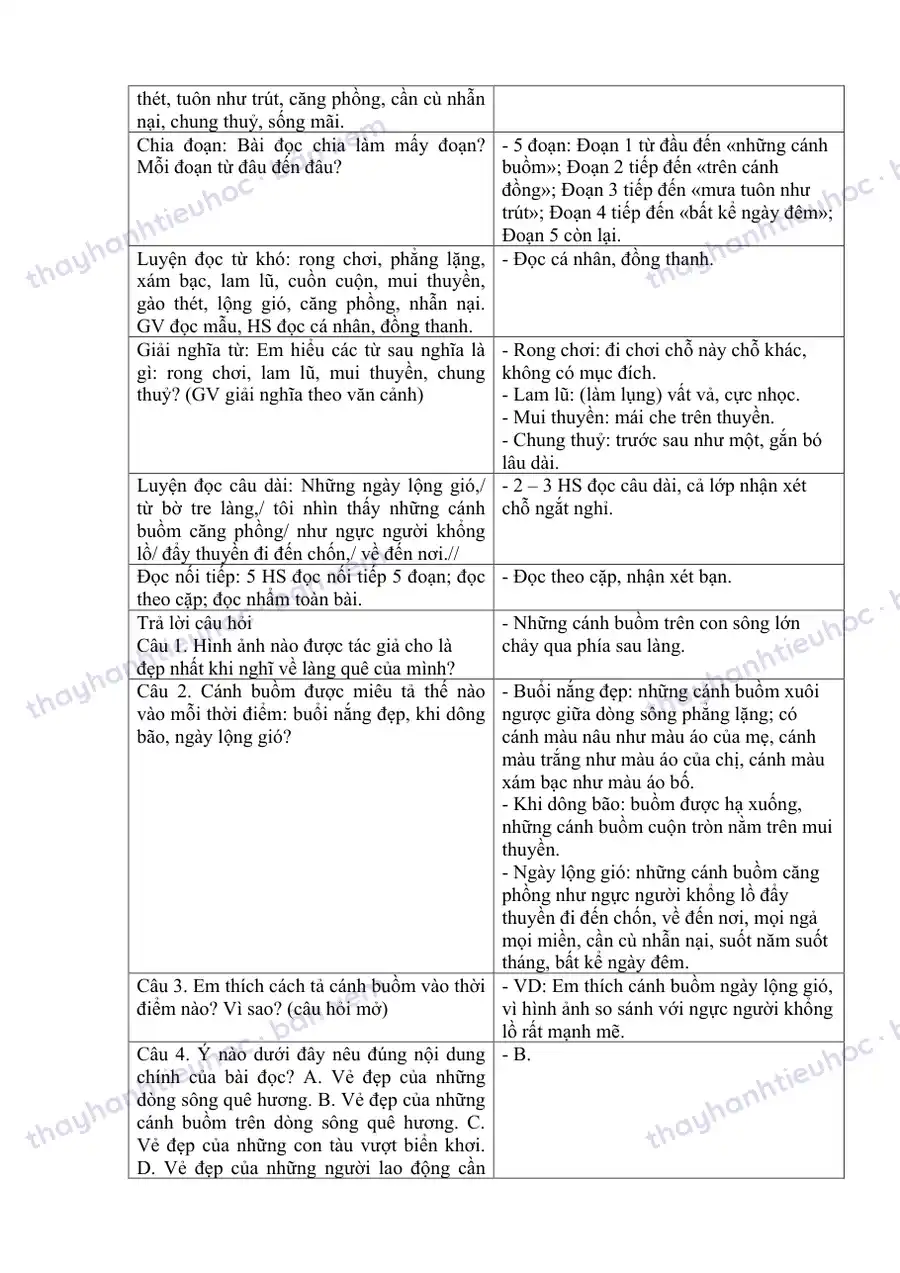 thét, tuôn như trút, căng phồng, cần cù nhẫn
nại, chung thuỷ, sống mãi.
Chia đoạn: Bài đọc chia làm mấy đoạn?
Mỗi đoạn từ đâu đến đâu?
- 5 đoạn: Đoạn 1 từ đầu đến «những cánh
buồm»; Đoạn 2 tiếp đến «trên cánh
đồng»; Đoạn 3 tiếp đến «mưa tuôn như
trút»; Đoạn 4 tiếp đến «bất kể ngày đêm»;
Đoạn 5 còn lại.
Luyện đọc từ khó: rong chơi, phẳng lặng,
xám bạc, lam lũ, cuồn cuộn, mui thuyền,
gào thét, lộng gió, căng phồng, nhẫn nại.
GV đọc mẫu, HS đọc cá nhân, đồng thanh.
- Đọc cá nhân, đồng thanh.
Giải nghĩa từ: Em hiểu các từ sau nghĩa là
gì: rong chơi, lam lũ, mui thuyền, chung
thuỷ? (GV giải nghĩa theo văn cảnh)
- Rong chơi: đi chơi chỗ này chỗ khác,
không có mục đích.
- Lam lũ: (làm lụng) vất vả, cực nhọc.
- Mui thuyền: mái che trên thuyền.
- Chung thuỷ: trước sau như một, gắn bó
lâu dài.
Luyện đọc câu dài: Những ngày lộng gió,/
từ bờ tre làng,/ tôi nhìn thấy những cánh
buồm căng phồng/ như ngực người khổng
lồ/ đẩy thuyền đi đến chốn,/ về đến nơi.//
- 2 – 3 HS đọc câu dài, cả lớp nhận xét
chỗ ngắt nghỉ.
Đọc nối tiếp: 5 HS đọc nối tiếp 5 đoạn; đọc
theo cặp; đọc nhẩm toàn bài.
- Đọc theo cặp, nhận xét bạn.
Trả lời câu hỏi
Câu 1. Hình ảnh nào được tác giả cho là
đẹp nhất khi nghĩ về làng quê của mình?
- Những cánh buồm trên con sông lớn
chảy qua phía sau làng.
Câu 2. Cánh buồm được miêu tả thế nào
vào mỗi thời điểm: buổi nắng đẹp, khi dông
bão, ngày lộng gió?
- Buổi nắng đẹp: những cánh buồm xuôi
ngược giữa dòng sông phẳng lặng; có
cánh màu nâu như màu áo của mẹ, cánh
màu trắng như màu áo của chị, cánh màu
xám bạc như màu áo bố.
- Khi dông bão: buồm được hạ xuống,
những cánh buồm cuộn tròn nằm trên mui
thuyền.
- Ngày lộng gió: những cánh buồm căng
phồng như ngực người khổng lồ đẩy
thuyền đi đến chốn, về đến nơi, mọi ngả
mọi miền, cần cù nhẫn nại, suốt năm suốt
tháng, bất kể ngày đêm.
Câu 3. Em thích cách tả cánh buồm vào thời
điểm nào? Vì sao? (câu hỏi mở)
- VD: Em thích cánh buồm ngày lộng gió,
vì hình ảnh so sánh với ngực người khổng
lồ rất mạnh mẽ.
Câu 4. Ý nào dưới đây nêu đúng nội dung
chính của bài đọc? A. Vẻ đẹp của những
dòng sông quê hương. B. Vẻ đẹp của những
cánh buồm trên dòng sông quê hương. C.
Vẻ đẹp của những con tàu vượt biển khơi.
D. Vẻ đẹp của những người lao động cần
- B.
thayhanhtieuhoc · bản xem
thayhanhtieuhoc · b
thayhanhtieuhoc · bản xem
thayhanhtieuhoc · b
thayhanhtieuhoc · bản xem
thayhanhtieuhoc · b